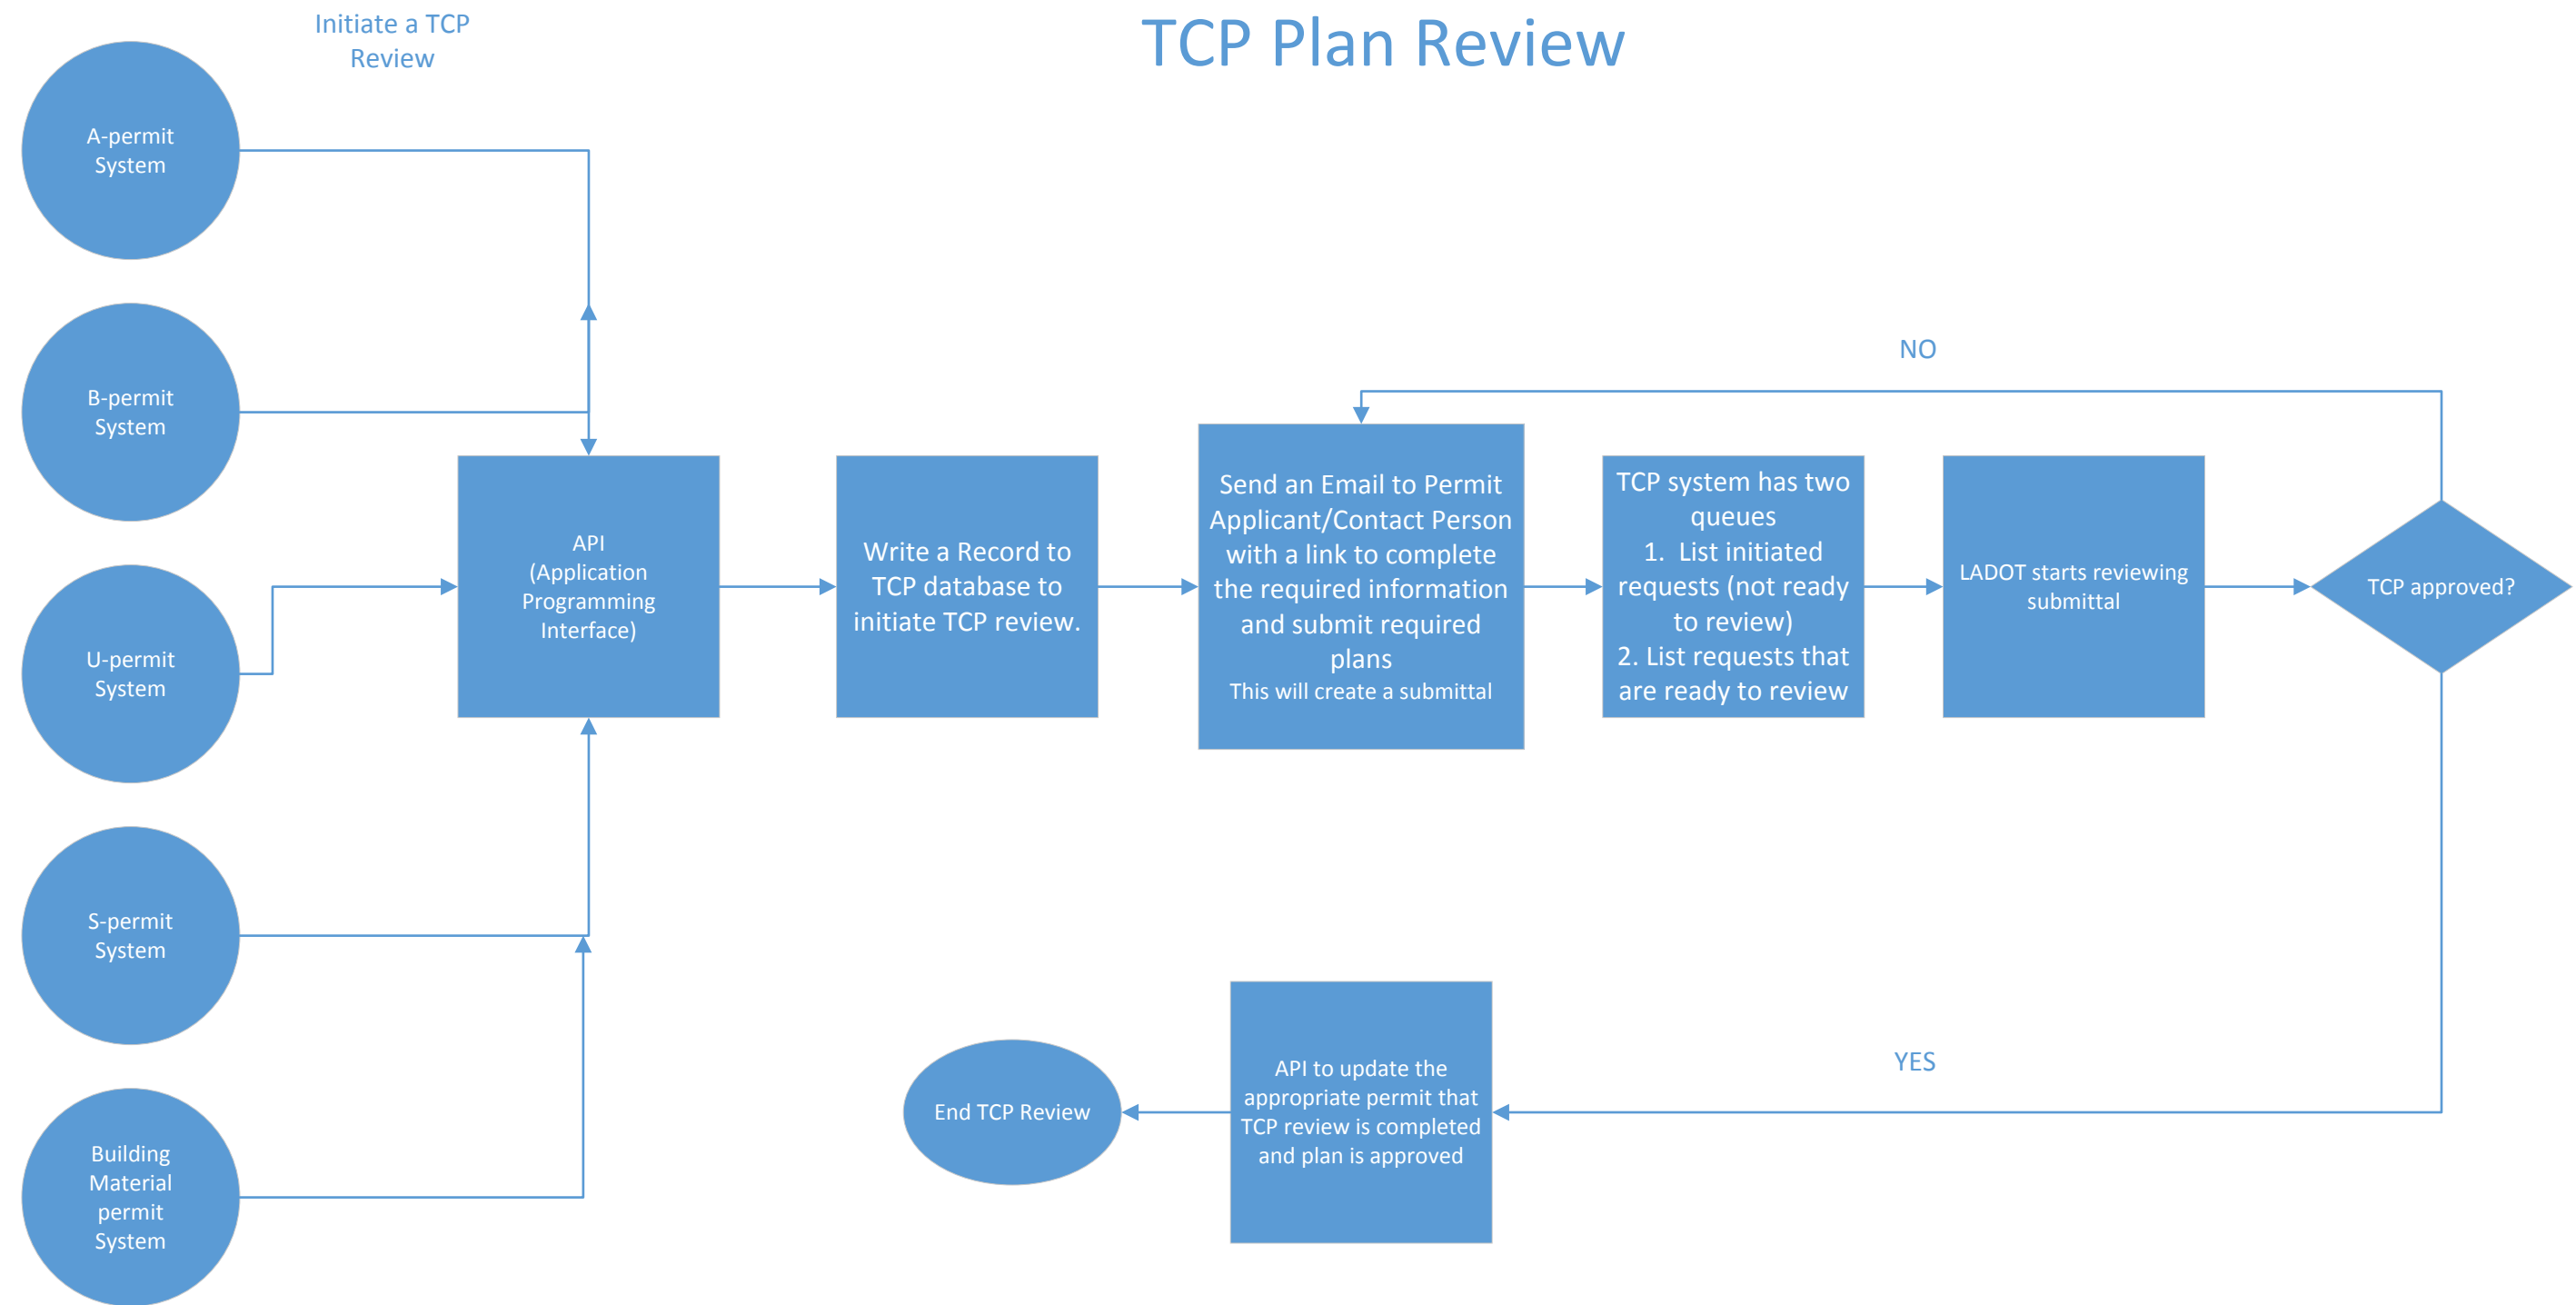 Initiate a TCP
Review
TCP Plan Review
A-permit
System
B-permit
System
U-permit
System
S-permit
System
Building
Material
permit
System
API
(Application
Programming
Interface)
Write a Record to
TCP database to
initiate TCP review.
Send an Email to Permit
Applicant/Contact Person
with a link to complete
the required information
and submit required
plans
This will create a submittal
TCP system has two
queues
1. List initiated
requests (not ready
to review)
2. List requests that
are ready to review
LADOT starts reviewing
submittal
TCP approved?
NO
YES
API to update the
appropriate permit that
TCP review is completed
and plan is approved
End TCP Review